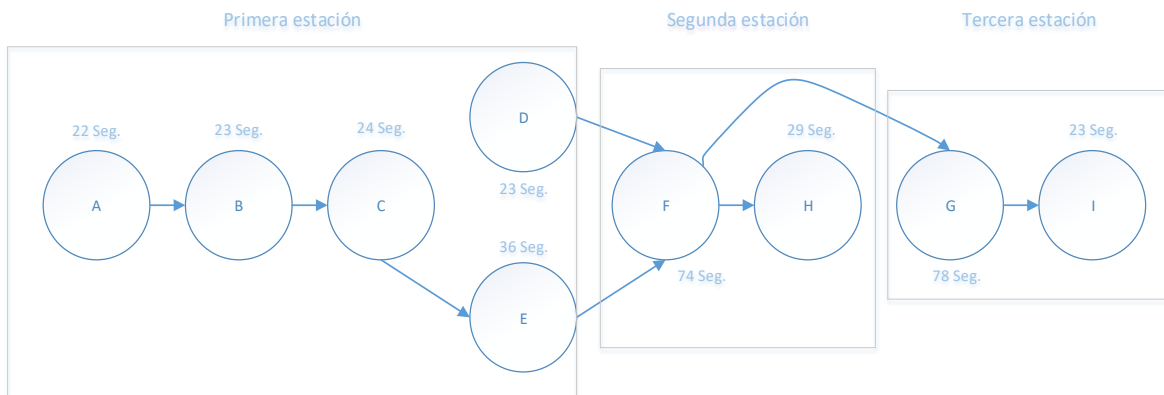 Primera estación
Segunda estación
Tercera estación
22 Seg.
23 Seg.
24 Seg.
D
29 Seg.
23 Seg.
A
B
C
23 Seg.
F
H
G
I
36 Seg.
74 Seg.
78 Seg.
E